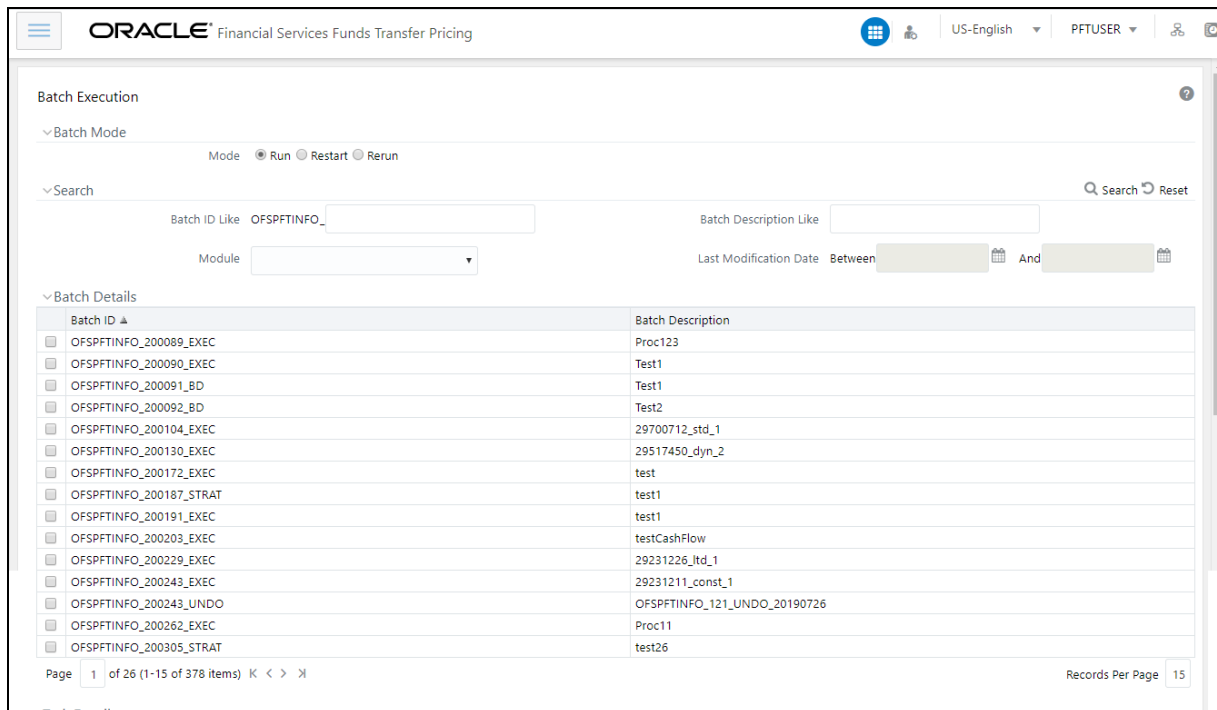 ORACLE® Financial Services Funds Transfer Pricing US-English PFTUSER
Batch Execution
Batch Mode
Mode Run Restart Rerun
Search Search Reset
Batch ID Like OFSPFTINFO_ Batch Description Like
Module Last Modification Date Between And
Batch Details
Batch ID Batch Description
OFSPFTINFO_200089_EXEC Proc123
OFSPFTINFO_200090_EXEC Test1
OFSPFTINFO_200091_BD Test1
OFSPFTINFO_200092_BD Test2
OFSPFTINFO_200104_EXEC 29700712_std_1
OFSPFTINFO_200130_EXEC 29517450_dyn_2
OFSPFTINFO_200172_EXEC test
OFSPFTINFO_200187_STRAT test1
OFSPFTINFO_200191_EXEC test1
OFSPFTINFO_200203_EXEC testCashFlow
OFSPFTINFO_200229_EXEC 29231226_ltd_1
OFSPFTINFO_200243_EXEC 29231211_const_1
OFSPFTINFO_200243_UNDO OFSPFTINFO_121_UNDO_20190726
OFSPFTINFO_200262_EXEC Proc11
OFSPFTINFO_200305_STRAT test26
Page 1 of 26 (1-15 of 378 items) Records Per Page 15